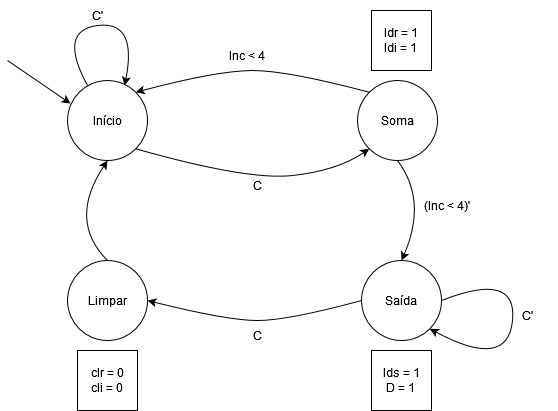 C'
ldr = 1
ldi = 1
Inc < 4
Início
Soma
C
(Inc < 4)'
Limpar
Saída
C'
C
clr = 0
cli = 0
lds = 1
D = 1